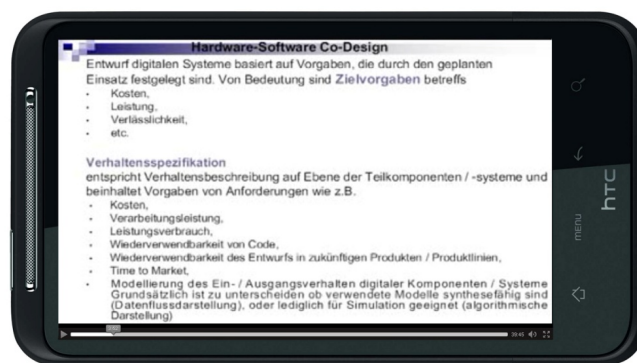 Hardware-Software Co-Design
Entwurf digitalen Systeme basiert auf Vorgaben, die durch den geplanten
Einsatz festgelegt sind. Von Bedeutung sind Zielvorgaben betreffs
- Kosten,
- Leistung,
- Verlässlichkeit,
- etc.
Verhaltensspezifikation
entspricht Verhaltensbeschreibung auf Ebene der Teilkomponenten / -systeme und
beinhaltet Vorgaben von Anforderungen wie z.B.
- Kosten,
- Verarbeitungsleistung,
- Leistungsverbrauch,
- Wiederverwendbarkeit von Code,
- Wiederverwendbarkeit des Entwurfs in zukünftigen Produkten / Produktlinien,
- Time to Market,
- Modellierung des Ein- / Ausgangsverhalten digitaler Komponenten / Systeme
Grundsätzlich ist zu unterscheiden ob verwendete Modelle synthesefähig sind
(Datenflussdarstellung), oder lediglich für Simulation geeignet (algorithmische
Darstellung)
menu
hTC